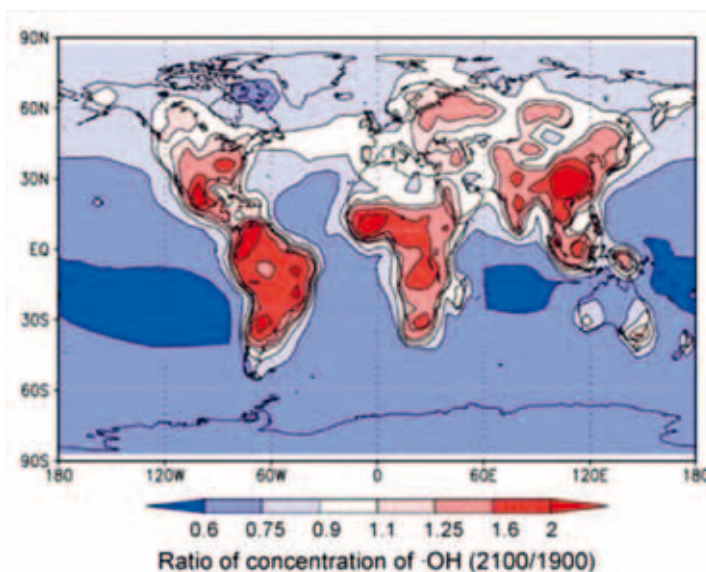 90N
60N
30N
EQ
30S
60S
90S
180 120W 60W 0 60E 120E 180
0.6 0.75 0.9 1.1 1.25 1.6 2
Ratio of concentration of ·OH (2100/1900)